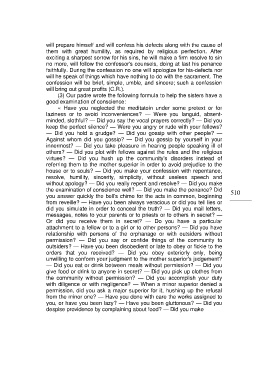 will prepare himself and will confess his defects along with the cause of
them with great humility, as required by religious perfection. After
exciting a sharpest sorrow for his sins, he will make a firm resolve to sin
no more, will follow the confessor's counsels, doing at last his penance
faithfully. During the confession no one will apologize for his-defects nor
will he speak of things which have nothing to do with the sacrament. The
confession will be brief, simple, umble, and sincere; such a confession
will bring out great profits (C.R.).
(3) Our padre wrote the following formula to help the sisters have a
good examination of conscience:
« Have you neglected the meditatoin under some pretext or for
laziness or to avoid inconveniences? — Were you languid, absent-
minded, slothful? — Did you say the vocal prayers correctly? — Did you
keep the perfect silence? — Were you angry or rude with your fellows?
— Did you hold a grudge? — Did you gossip with other people? —
Against whom did you gossip? — Did you gossip by yourself in your
innermost? — Did you take pleasure in hearing people speaking ill of
others? — Did you plot with fellows against the rules and the religious
virtues? — Did you hush up the community's disorders instead of
referring them to the mother superior in order to avoid prejudice to the
house or to souls? — Did you make your confession with repentance,
resolve, humility, sincerity, simplicity, without useless speech and
without apology? — Did you really repent and resolve? — Did you make
the examination of conscience well? — Did you make the penance? Did
you answer quickly the bell's chime for the acts in common, beginning
from reveille? — Have you been always veracious or did you tell lies or
did you simulate in order to conceal the truth? — Did you mail letters,
messages, notes to your parents or to priests or to others in secret? —
Or did you receive them in secret? — Do you have a particular
attachment to a fellow or to a girl or to other persons? — Did you have
relationship with persons of the orphanage or with outsiders without
permission? — Did you say or confide things of the community to
outsiders? — Have you been disobedient or late to obey or fickle to the
orders that you received? — Did you obey exteriorly only, being
unwilling to conform your judgment to the mother superior's judgement?
— Did you eat or drink between meals without permission? — Did you
give food or drink to anyone in secret? — Did you pick up clothes from
the community without permission? — Did you accomplish your duty
with diligence or with negligence? — When a minor superior denied a
permission, did you ask a major superior for it, hushing up the refusal
from the minor one? — Have you done with care the works assigned to
you, or have you been lazy? — Have you been gluttonous? — Did you
despise providence by complaining about food? — Did you make
510